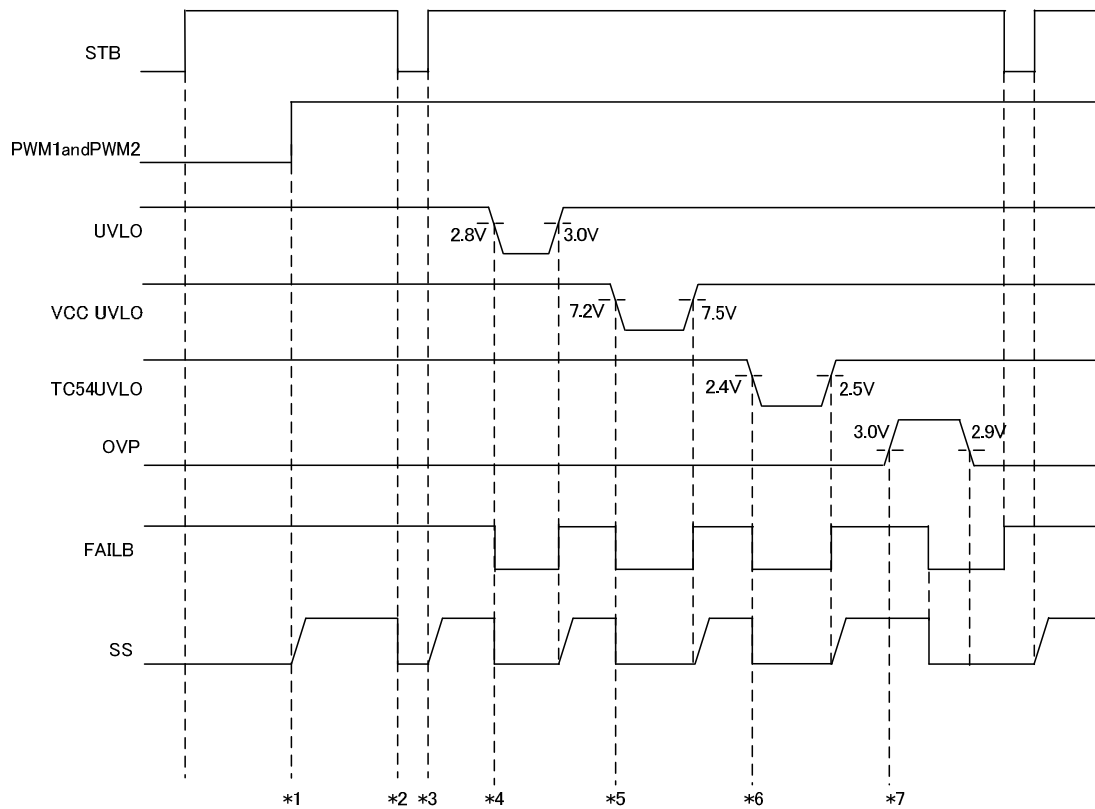 STB
PWM1andPWM2
UVLO
2.8V 3.0V
VCC UVLO
7.2V 7.5V
TC54UVLO
2.4V 2.5V
OVP
3.0V 2.9V
FAILB
SS
*1 *2 *3 *4 *5 *6 *7